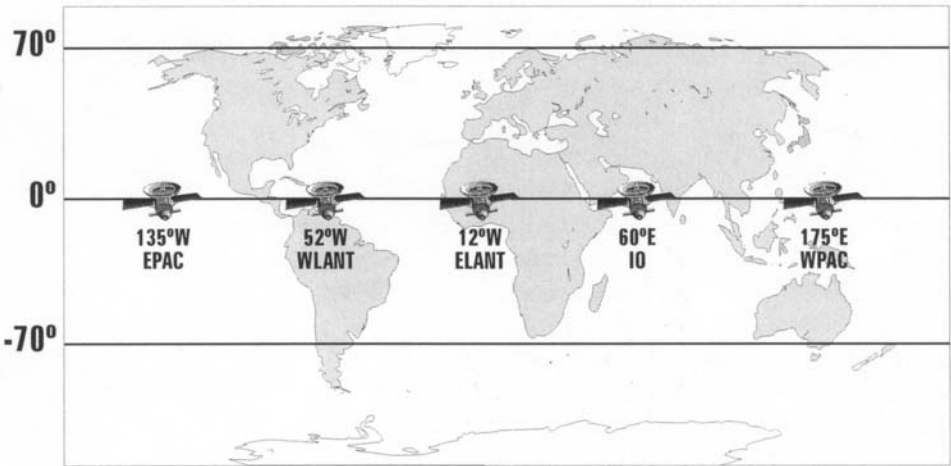 70º
0º
135ºW
EPAC
52ºW
WLANT
12ºW
ELANT
60ºE
IO
175ºE
WPAC
-70º